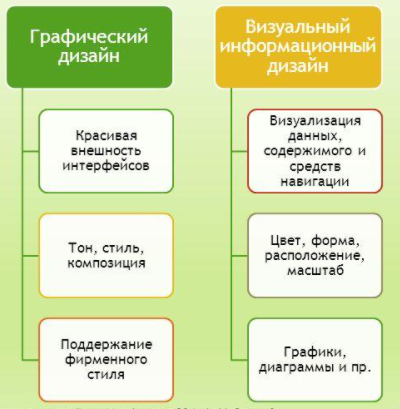 Графический
дизайн
Красивая
внешность
интерфейсов
Тон, стиль,
композиция
Поддержание
фирменного
стиля
Визуальный
информационный
дизайн
Визуализация
данных,
содержимого и
средств
навигации
Цвет, форма,
расположение,
масштаб
Графики,
диаграммы и пр.